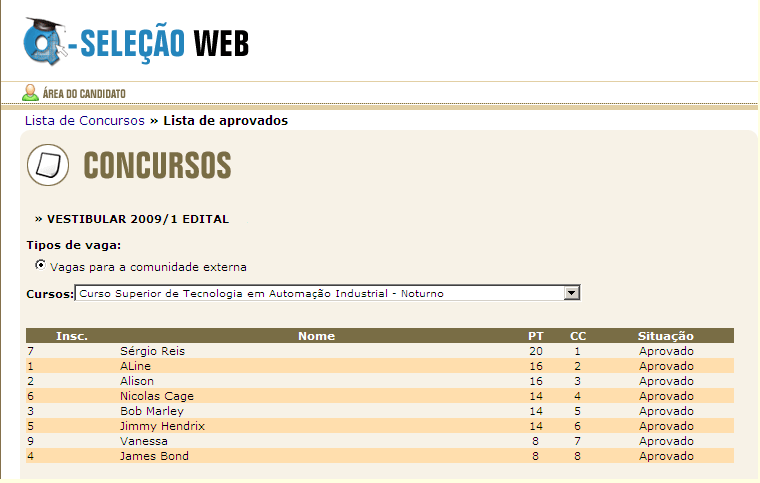 Q-SELEÇÃO WEB
ÁREA DO CANDIDATO
Lista de Concursos » Lista de aprovados
CONCURSOS
» VESTIBULAR 2009/1 EDITAL
Tipos de vaga:
Vagas para a comunidade externa
Cursos: Curso Superior de Tecnologia em Automação Industrial - Noturno
Insc. Nome PT CC Situação
7 Sérgio Reis 20 1 Aprovado
1 ALine 16 2 Aprovado
2 Alison 16 3 Aprovado
6 Nicolas Cage 14 4 Aprovado
3 Bob Marley 14 5 Aprovado
5 Jimmy Hendrix 14 6 Aprovado
9 Vanessa 8 7 Aprovado
4 James Bond 8 8 Aprovado